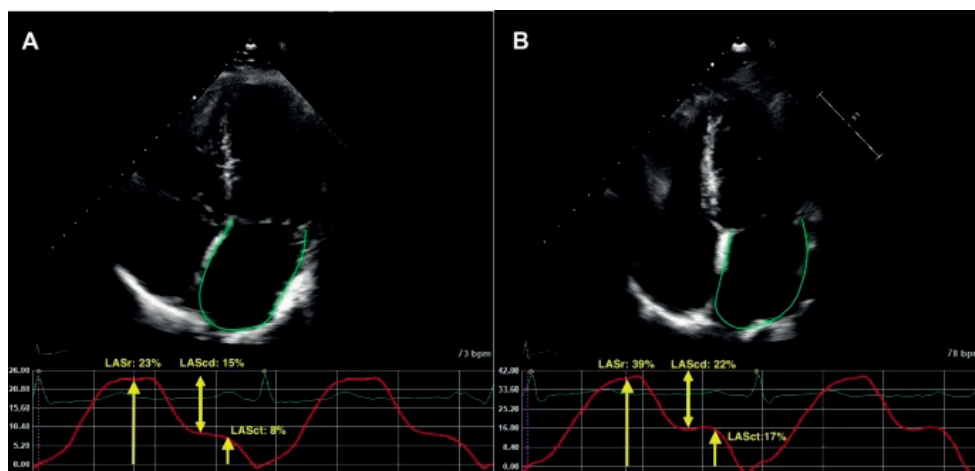 A
73 bpm
LASr: 23%
LAScd: 15%
LASct: 8%
26.00
20.80
15.60
10.40
5.20
0.00
B
78 bpm
LASr: 39%
LAScd: 22%
LASct:17%
42.00
33.60
25.20
16.80
8.40
0.00